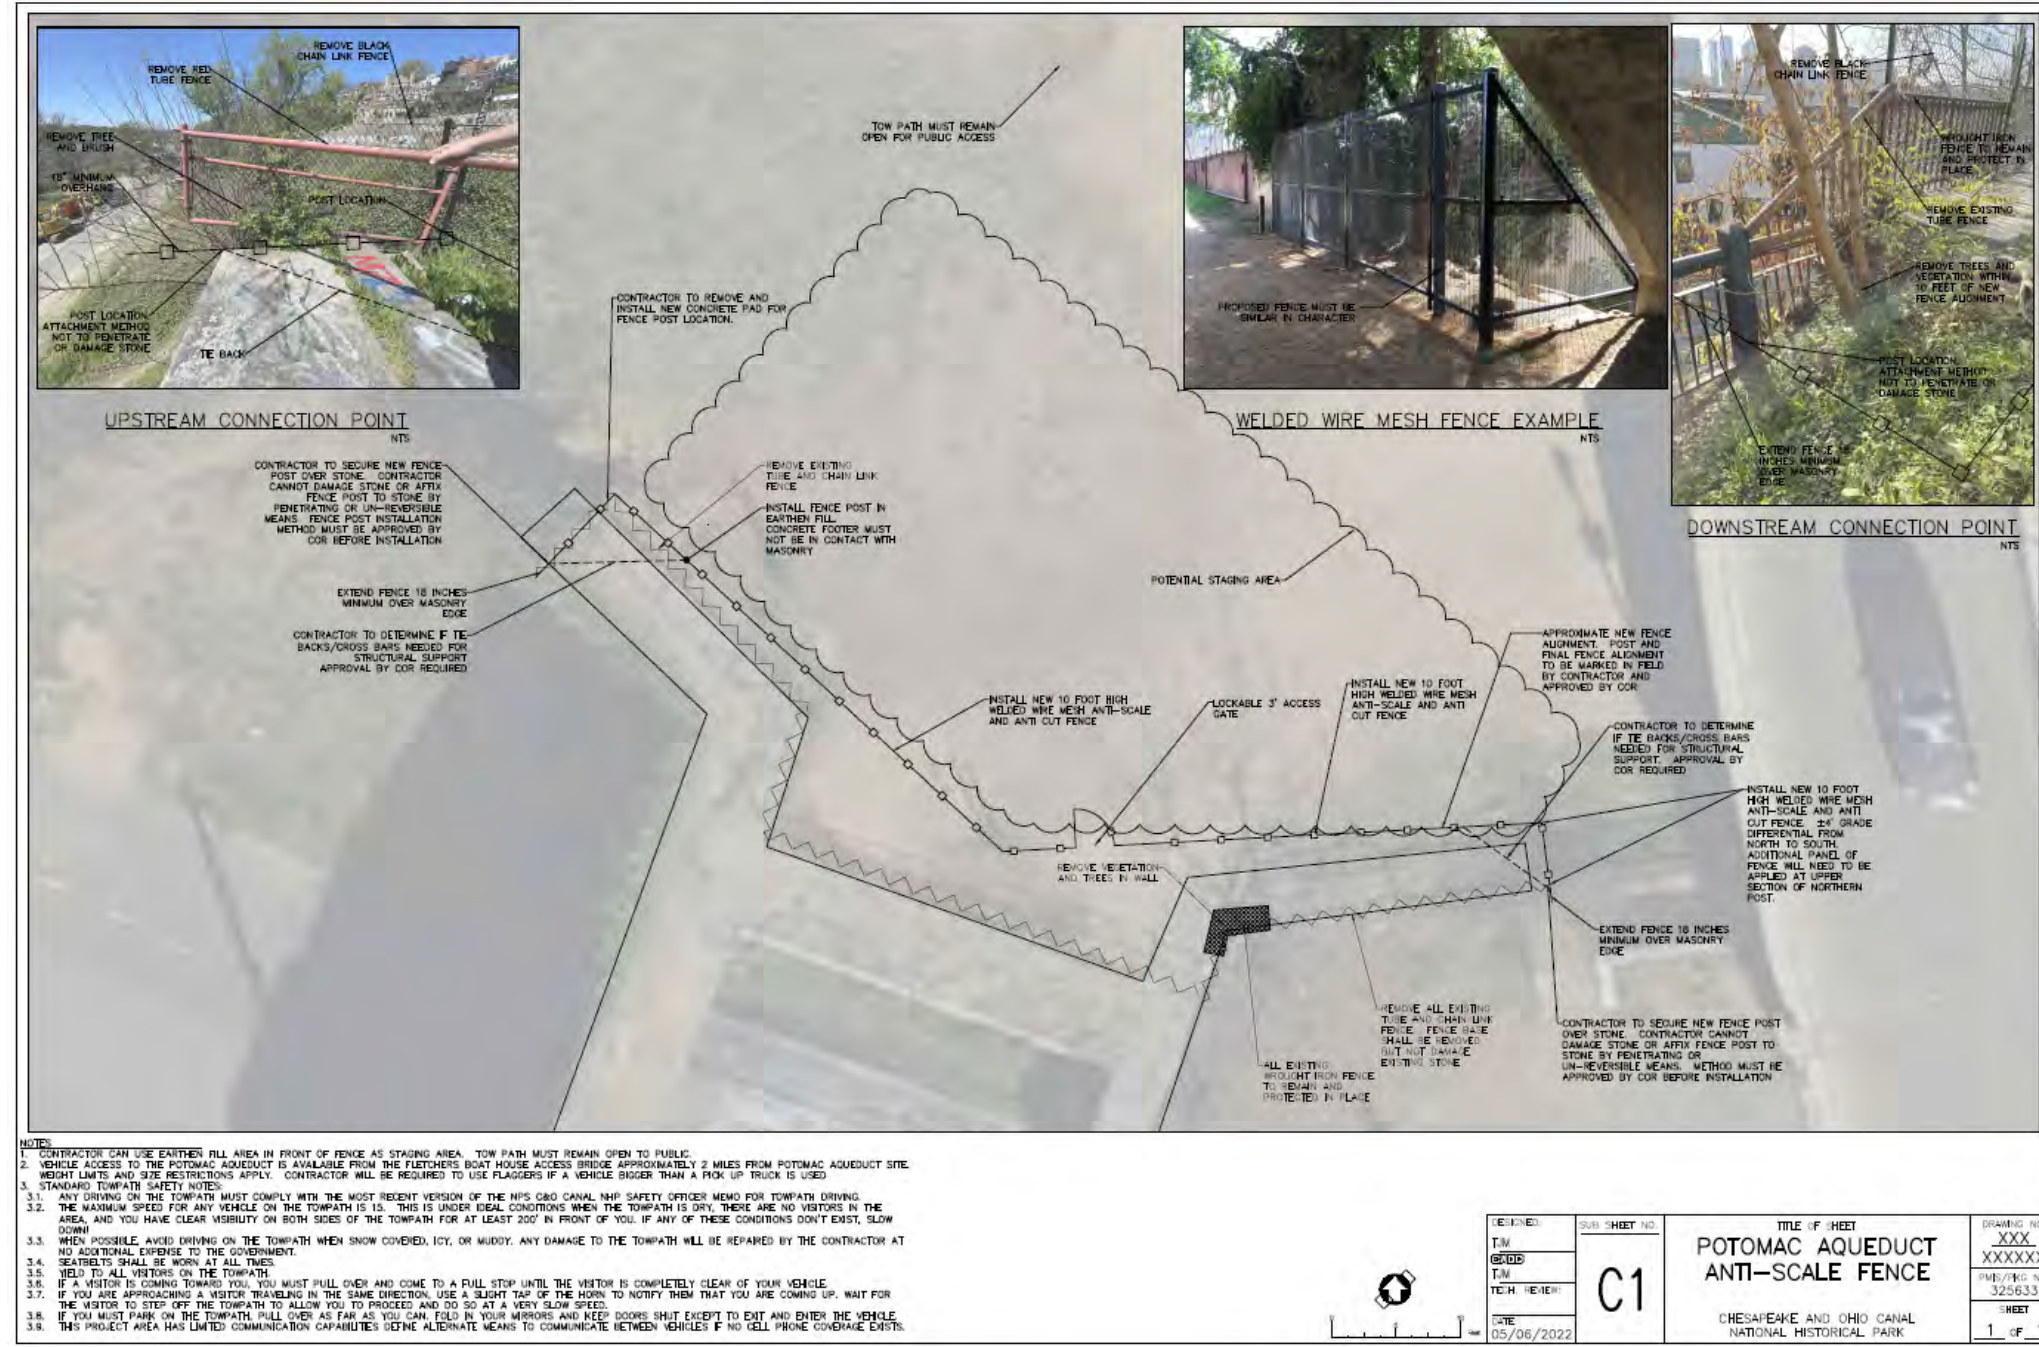 REMOVE BLACK
CHAIN LINK FENCE
REMOVE RED
TUBE FENCE
REMOVE TREE
AND BRUSH
18" MINIMUM
OVERHANG
POST LOCATION
POST LOCATION
ATTACHMENT METHOD
NOT TO PENETRATE
OR DAMAGE STONE
TIE BACK
UPSTREAM CONNECTION POINT
NTS
TOW PATH MUST REMAIN
OPEN FOR PUBLIC ACCESS
PROPOSED FENCE MUST BE
SIMILAR IN CHARACTER
WELDED WIRE MESH FENCE EXAMPLE
NTS
REMOVE BLACK
CHAIN LINK FENCE
WROUGHT IRON
FENCE TO REMAIN
AND PROTECT IN
PLACE
REMOVE EXISTING
TUBE FENCE
REMOVE TREES AND
VEGETATION WITHIN
10 FEET OF NEW
FENCE ALIGNMENT
POST LOCATION
ATTACHMENT METHOD
NOT TO PENETRATE OR
DAMAGE STONE
EXTEND FENCE 18
INCHES MINIMUM
OVER MASONRY
EDGE
DOWNSTREAM CONNECTION POINT
NTS
CONTRACTOR TO REMOVE AND
INSTALL NEW CONCRETE PAD FOR
FENCE POST LOCATION.
CONTRACTOR TO SECURE NEW FENCE
POST OVER STONE. CONTRACTOR
CANNOT DAMAGE STONE OR AFFIX
FENCE POST TO STONE BY
PENETRATING OR UN-REVERSIBLE
MEANS FENCE POST INSTALLATION
METHOD MUST BE APPROVED BY
COR BEFORE INSTALLATION
REMOVE EXISTING
TUBE AND CHAIN LINK
FENCE
INSTALL FENCE POST IN
EARTHEN FILL.
CONCRETE FOOTER MUST
NOT BE IN CONTACT WITH
MASONRY
EXTEND FENCE 18 INCHES
MINIMUM OVER MASONRY
EDGE
CONTRACTOR TO DETERMINE IF TIE
BACKS/CROSS BARS NEEDED FOR
STRUCTURAL SUPPORT
APPROVAL BY COR REQUIRED
POTENTIAL STAGING AREA
INSTALL NEW 10 FOOT HIGH
WELDED WIRE MESH ANTI-SCALE
AND ANTI CUT FENCE
LOCKABLE 3' ACCESS
GATE
INSTALL NEW 10 FOOT
HIGH WELDED WIRE MESH
ANTI-SCALE AND ANTI
CUT FENCE
APPROXIMATE NEW FENCE
ALIGNMENT. POST AND
FINAL FENCE ALIGNMENT
TO BE MARKED IN FIELD
BY CONTRACTOR AND
APPROVED BY COR
CONTRACTOR TO DETERMINE
IF TIE BACKS/CROSS BARS
NEEDED FOR STRUCTURAL
SUPPORT. APPROVAL BY
COR REQUIRED
INSTALL NEW 10 FOOT
HIGH WELDED WIRE MESH
ANTI-SCALE AND ANTI
CUT FENCE. ±4' GRADE
DIFFERENTIAL FROM
NORTH TO SOUTH.
ADDITIONAL PANEL OF
FENCE WILL NEED TO BE
APPLIED AT UPPER
SECTION OF NORTHERN
POST.
REMOVE VEGETATION
AND TREES IN WALL
EXTEND FENCE 18 INCHES
MINIMUM OVER MASONRY
EDGE
REMOVE ALL EXISTING
TUBE AND CHAIN LINK
FENCE. FENCE BASE
SHALL BE REMOVED
BUT NOT DAMAGE
EXISTING STONE
ALL EXISTING
WROUGHT IRON FENCE
TO REMAIN AND
PROTECTED IN PLACE
CONTRACTOR TO SECURE NEW FENCE POST
OVER STONE. CONTRACTOR CANNOT
DAMAGE STONE OR AFFIX FENCE POST TO
STONE BY PENETRATING OR
UN-REVERSIBLE MEANS. METHOD MUST BE
APPROVED BY COR BEFORE INSTALLATION
NOTES
1. CONTRACTOR CAN USE EARTHEN FILL AREA IN FRONT OF FENCE AS STAGING AREA. TOW PATH MUST REMAIN OPEN TO PUBLIC.
2. VEHICLE ACCESS TO THE POTOMAC AQUEDUCT IS AVAILABLE FROM THE FLETCHERS BOAT HOUSE ACCESS BRIDGE APPROXIMATELY 2 MILES FROM POTOMAC AQUEDUCT SITE.
WEIGHT LIMITS AND SIZE RESTRICTIONS APPLY. CONTRACTOR WILL BE REQUIRED TO USE FLAGGERS IF A VEHICLE BIGGER THAN A PICK UP TRUCK IS USED
3. STANDARD TOWPATH SAFETY NOTES:
3.1. ANY DRIVING ON THE TOWPATH MUST COMPLY WITH THE MOST RECENT VERSION OF THE NPS C&O CANAL NHP SAFETY OFFICER MEMO FOR TOWPATH DRIVING.
3.2. THE MAXIMUM SPEED FOR ANY VEHICLE ON THE TOWPATH IS 15. THIS IS UNDER IDEAL CONDITIONS WHEN THE TOWPATH IS DRY, THERE ARE NO VISITORS IN THE
AREA, AND YOU HAVE CLEAR VISIBILITY ON BOTH SIDES OF THE TOWPATH FOR AT LEAST 200' IN FRONT OF YOU. IF ANY OF THESE CONDITIONS DON'T EXIST, SLOW
DOWN!
3.3. WHEN POSSIBLE, AVOID DRIVING ON THE TOWPATH WHEN SNOW COVERED, ICY, OR MUDDY. ANY DAMAGE TO THE TOWPATH WILL BE REPAIRED BY THE CONTRACTOR AT
NO ADDITIONAL EXPENSE TO THE GOVERNMENT.
3.4. SEATBELTS SHALL BE WORN AT ALL TIMES.
3.5. YIELD TO ALL VISITORS ON THE TOWPATH.
3.6. IF A VISITOR IS COMING TOWARD YOU, YOU MUST PULL OVER AND COME TO A FULL STOP UNTIL THE VISITOR IS COMPLETELY CLEAR OF YOUR VEHICLE.
3.7. IF YOU ARE APPROACHING A VISITOR TRAVELING IN THE SAME DIRECTION, USE A SLIGHT TAP OF THE HORN TO NOTIFY THEM THAT YOU ARE COMING UP. WAIT FOR
THE VISITOR TO STEP OFF THE TOWPATH TO ALLOW YOU TO PROCEED AND DO SO AT A VERY SLOW SPEED.
3.8. IF YOU MUST PARK ON THE TOWPATH, PULL OVER AS FAR AS YOU CAN, FOLD IN YOUR MIRRORS AND KEEP DOORS SHUT EXCEPT TO EXIT AND ENTER THE VEHICLE.
3.9. THIS PROJECT AREA HAS LIMITED COMMUNICATION CAPABILITIES DEFINE ALTERNATE MEANS TO COMMUNICATE BETWEEN VEHICLES IF NO CELL PHONE COVERAGE EXISTS.
DESIGNED:
TJM
CADD
TJM
TECH. REVIEW:
DATE
05/06/2022
SUB SHEET NO.
C1
TITLE OF SHEET
POTOMAC AQUEDUCT
ANTI-SCALE FENCE
CHESAPEAKE AND OHIO CANAL
NATIONAL HISTORICAL PARK
DRAWING
XXX
XXXXXX
PMIS/PKG
325633
SHEET
1 OF